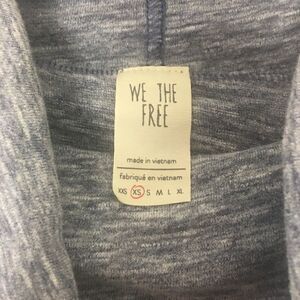 WE THE
FREE
made in vietnam
fabriqué en vietnam
XXS XS S M L XL